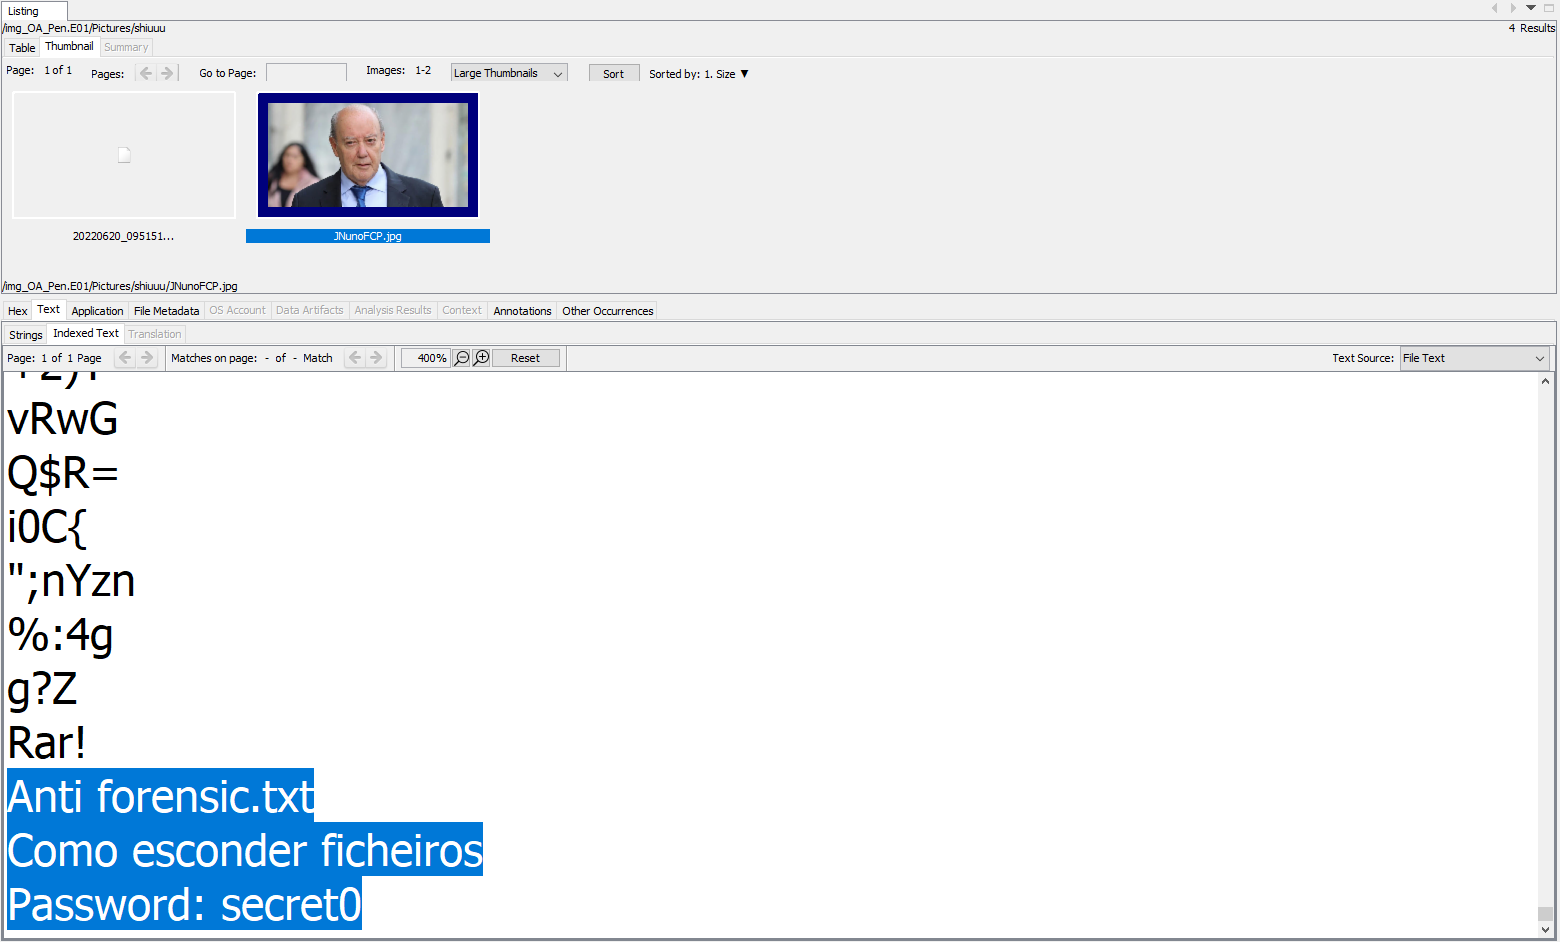 Listing
/img_OA_Pen.E01/Pictures/shiuuu
4 Results
Table Thumbnail Summary
Page: 1 of 1 Pages: Go to Page: Images: 1-2 Large Thumbnails Sort Sorted by: 1. Size ▼
20220620_095151... JNunoFCP.jpg
/img_OA_Pen.E01/Pictures/shiuuu/JNunoFCP.jpg
Hex Text Application File Metadata OS Account Data Artifacts Analysis Results Context Annotations Other Occurrences
Strings Indexed Text Translation
Page: 1 of 1 Page Matches on page: - of - Match 400% Reset Text Source: File Text
vRwG
Q$R=
i0C{
";nYzn
%:4g
g?Z
Rar!
Anti forensic.txt
Como esconder ficheiros
Password: secret0